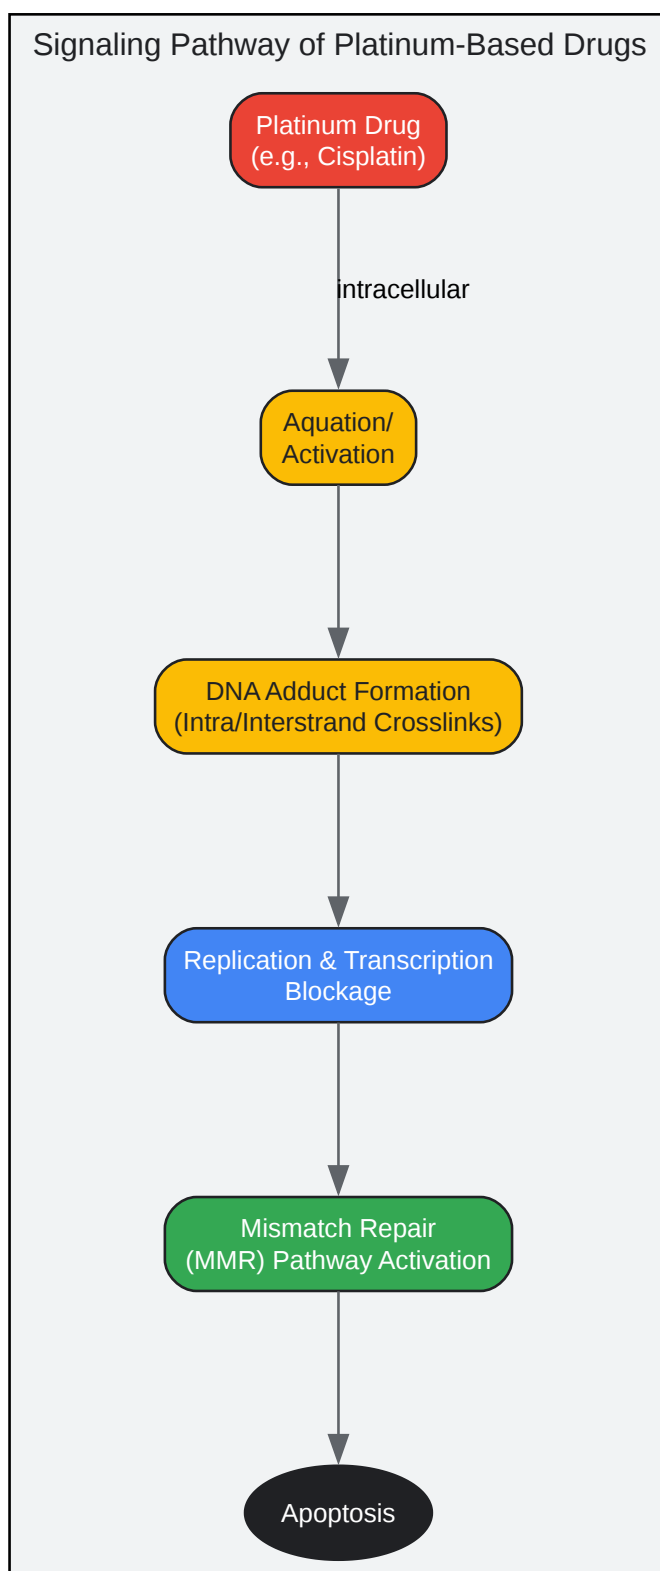 Signaling Pathway of Platinum-Based Drugs
Platinum Drug
(e.g., Cisplatin)
intracellular
Aquation/
Activation
DNA Adduct Formation
(Intra/Interstrand Crosslinks)
Replication & Transcription
Blockage
Mismatch Repair
(MMR) Pathway Activation
Apoptosis